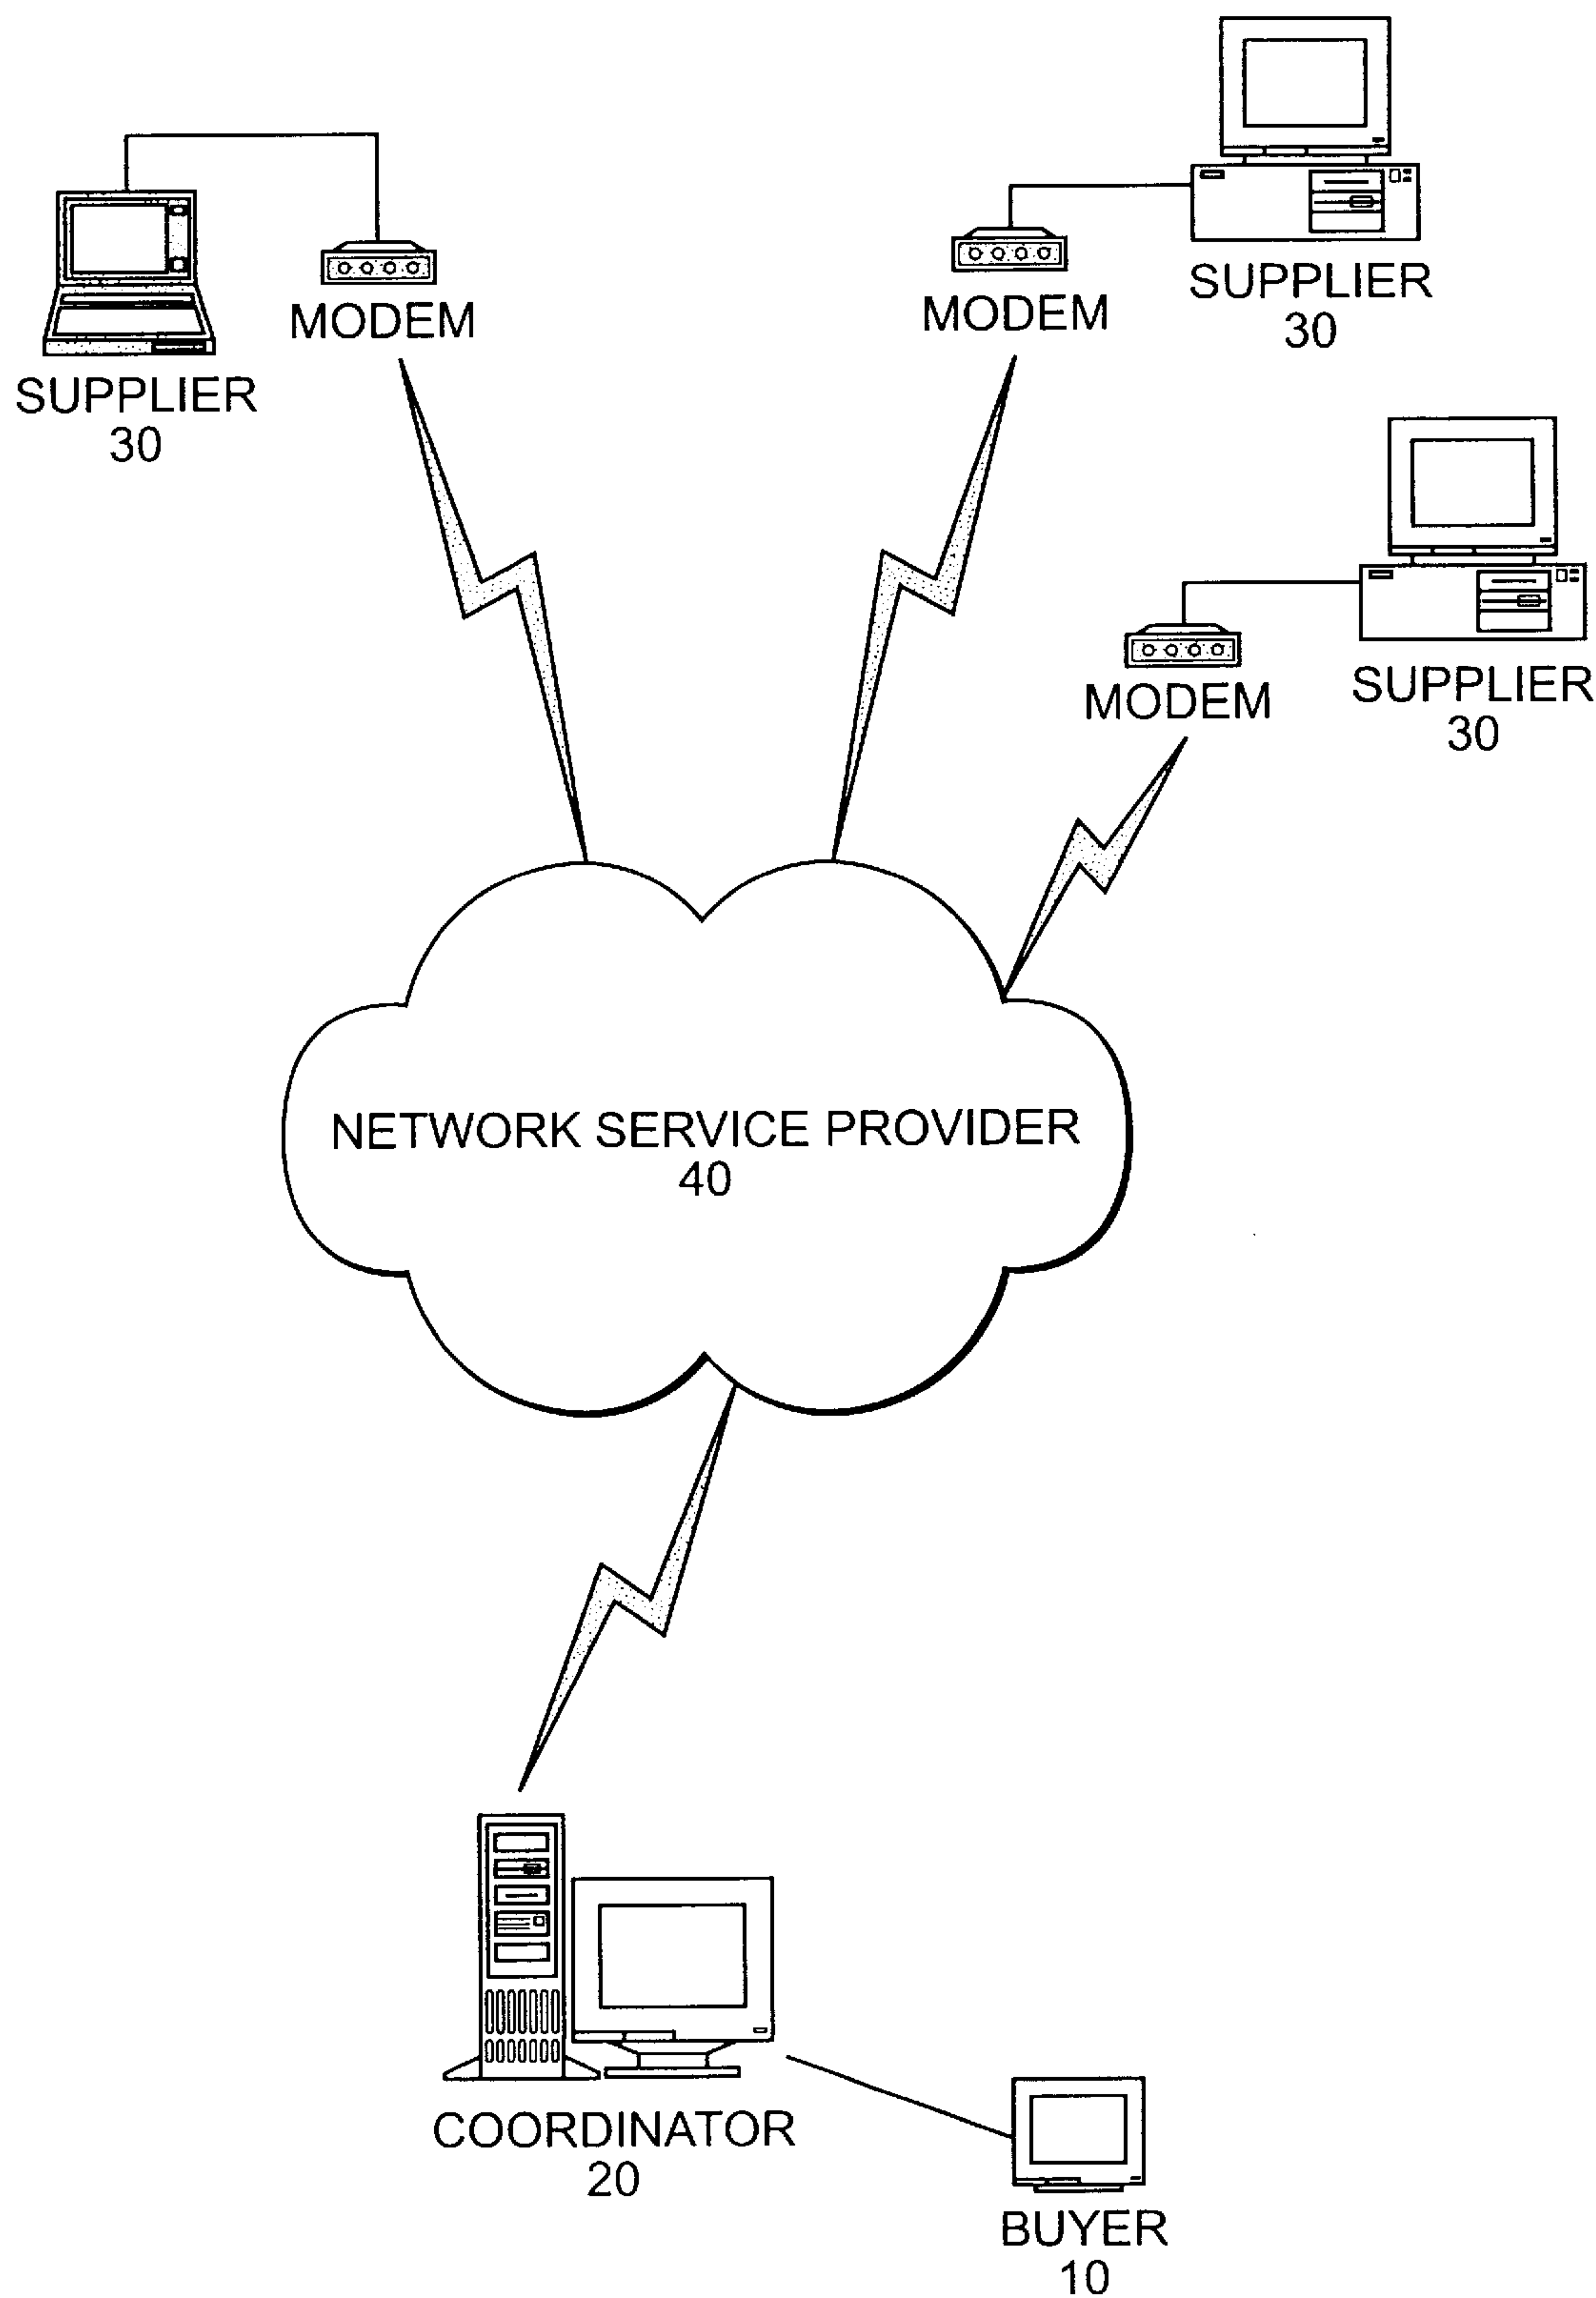 SUPPLIER
30
MODEM
MODEM
SUPPLIER
30
MODEM
SUPPLIER
30
NETWORK SERVICE PROVIDER
40
COORDINATOR
20
BUYER
10